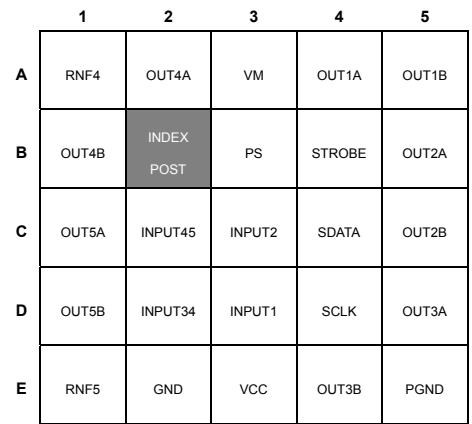 1 2 3 4 5
A RNF4 OUT4A VM OUT1A OUT1B
B OUT4B INDEX POST PS STROBE OUT2A
C OUT5A INPUT45 INPUT2 SDATA OUT2B
D OUT5B INPUT34 INPUT1 SCLK OUT3A
E RNF5 GND VCC OUT3B PGND